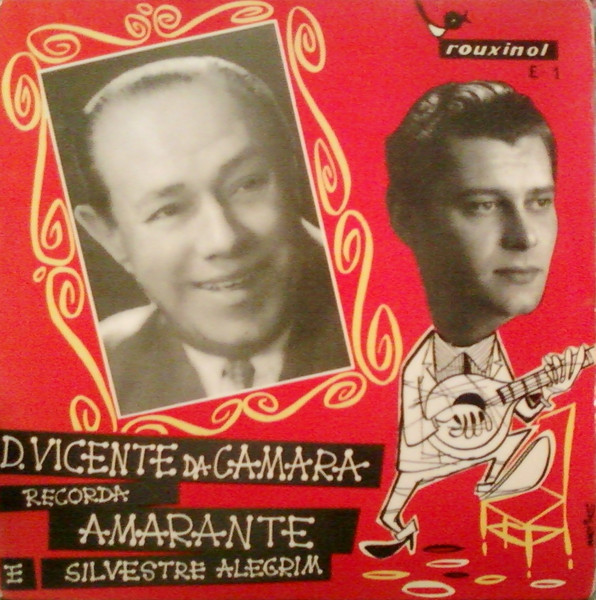 rouxinol
E 1
D. VICENTE DA CAMARA
RECORDA
AMARANTE
E SILVESTRE ALEGRIM